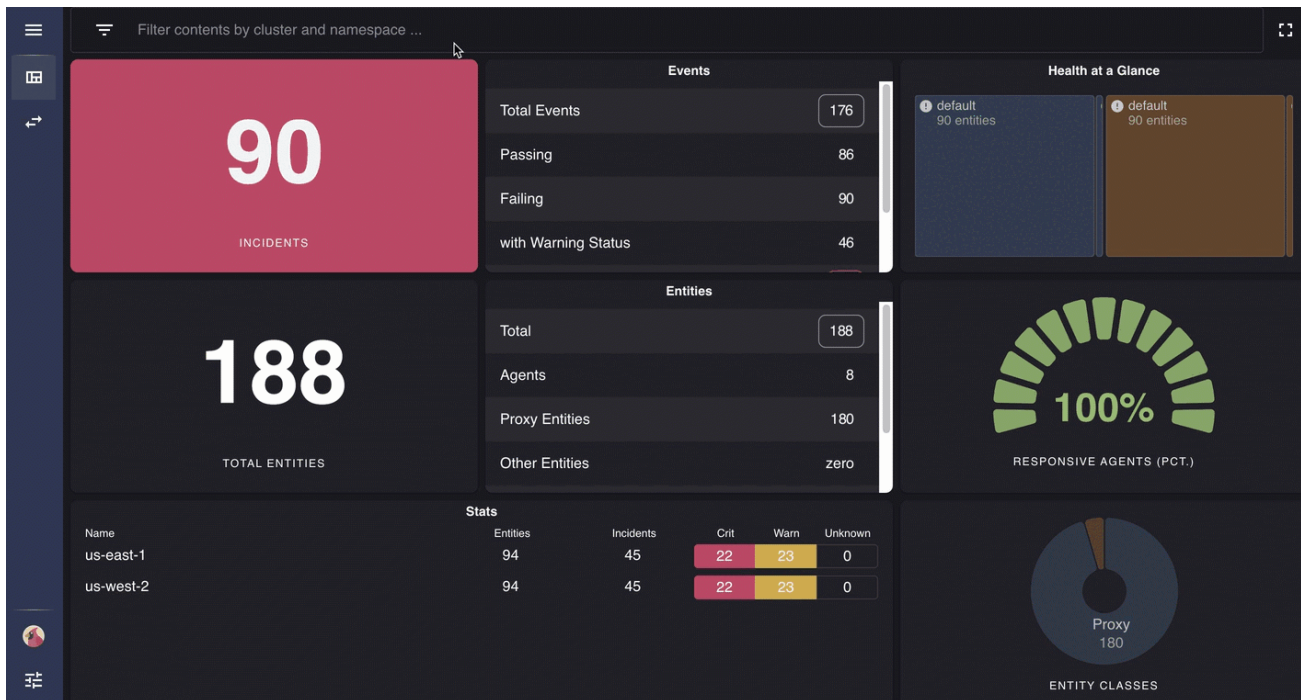 Filter contents by cluster and namespace ...
90
INCIDENTS
Events
Total Events 176
Passing 86
Failing 90
with Warning Status 46
Health at a Glance
default
90 entities
default
90 entities
188
TOTAL ENTITIES
Entities
Total 188
Agents 8
Proxy Entities 180
Other Entities zero
100%
RESPONSIVE AGENTS (PCT.)
Stats
Name Entities Incidents Crit Warn Unknown
us-east-1 94 45 22 23 0
us-west-2 94 45 22 23 0
Proxy
180
ENTITY CLASSES